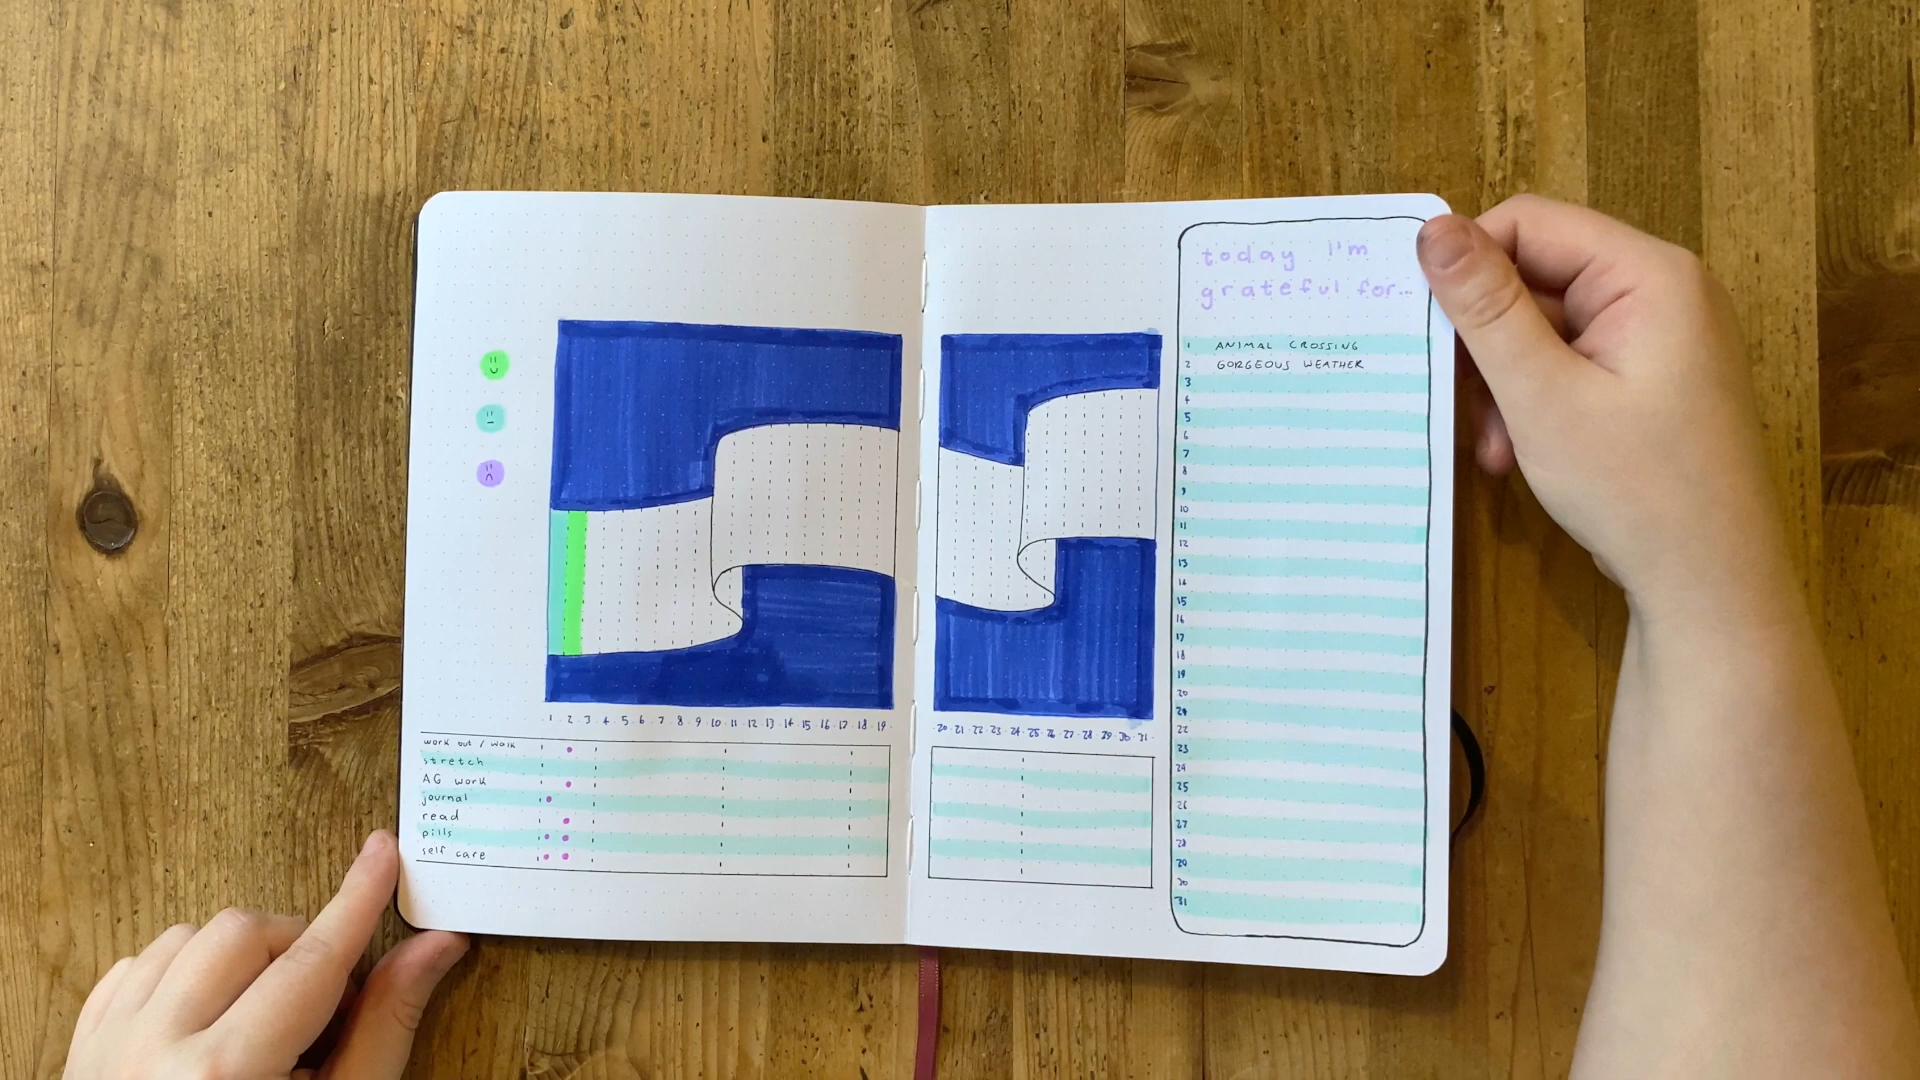 today I'm
grateful for...
1 ANIMAL CROSSING
2 GORGEOUS WEATHER
3
4
5
6
7
8
9
10
11
12
13
14
15
16
17
18
19
20
21
22
23
24
25
26
27
28
29
30
31
1 2 3 4 5 6 7 8 9 10 11 12 13 14 15 16 17 18 19
20 21 22 23 24 25 26 27 28 29 30 31
work out / walk
stretch
AG work
journal
read
pills
self care